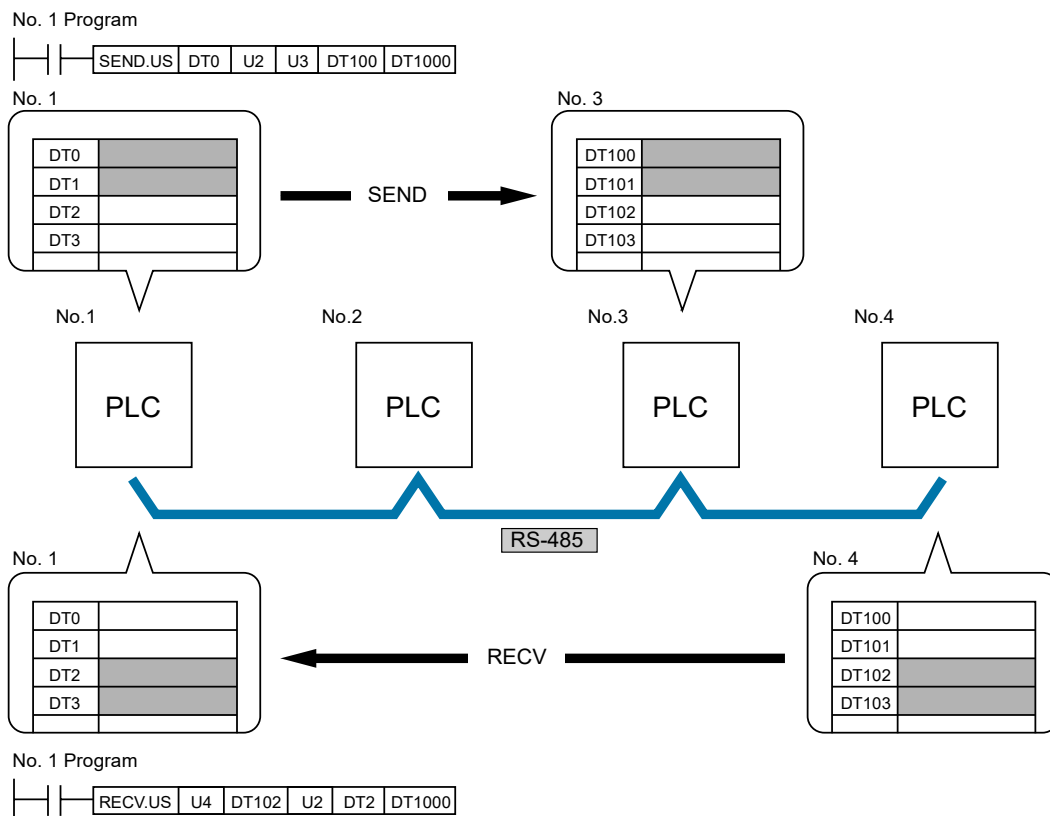 No. 1 Program
SEND.US DT0 U2 U3 DT100 DT1000
No. 1
No. 3
DT0
DT1
DT2
DT3
SEND
DT100
DT101
DT102
DT103
No.1
No.2
No.3
No.4
PLC
PLC
PLC
PLC
RS-485
No. 1
No. 4
DT0
DT1
DT2
DT3
RECV
DT100
DT101
DT102
DT103
No. 1 Program
RECV.US U4 DT102 U2 DT2 DT1000